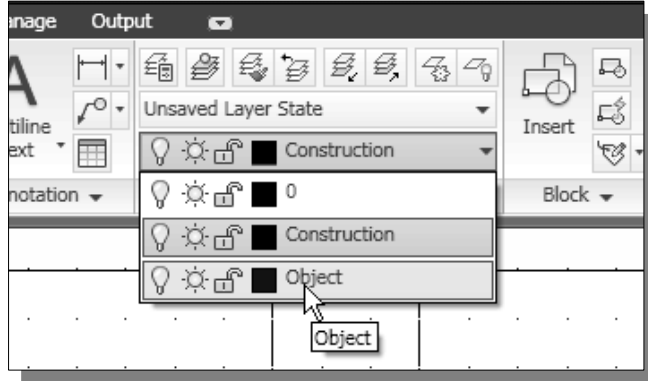 anage Output
A
Unsaved Layer State
tiline
ext
Insert
Construction
notation
Block
0
Construction
Object
Object